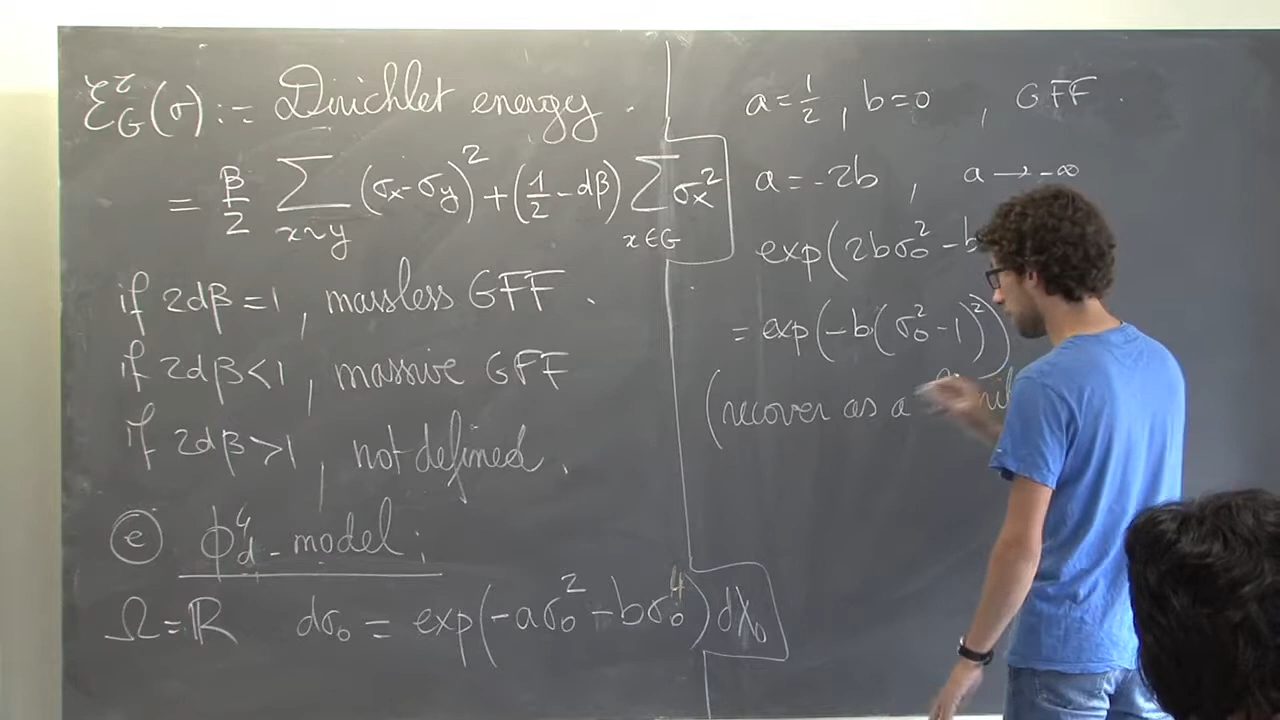 ℰ^τ_G(σ) := Dirichlet energy.
= β/2 ∑_{x~y} (σ_x - σ_y)^2 + (1/2 - dβ) ∑_{x∈G} σ_x^2
if 2dβ = 1, massless GFF.
if 2dβ < 1, massive GFF
if 2dβ > 1, not defined.
(e) ϕ^4_d - model:
Ω = ℝ dσ_0 = exp(-aσ_0^2 - bσ_0^4) dλ_0
a = 1/2, b = 0, GFF.
a = -2b, a → -∞
exp(2bσ_0^2 - b
= exp(-b(σ_0^2 - 1)^2)
(recover as a